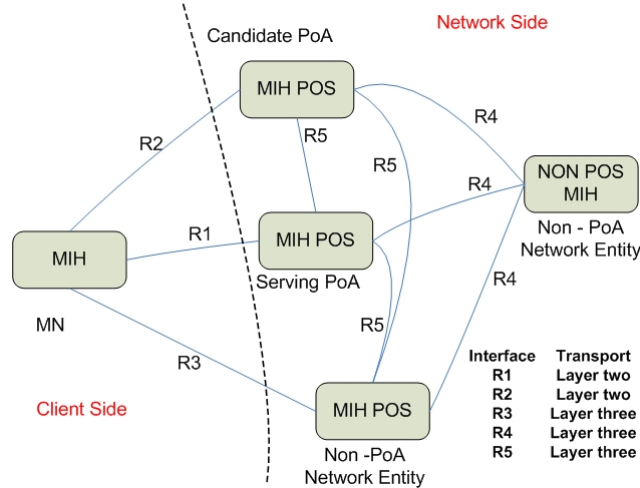 Candidate PoA
Network Side
MIH POS
R2
R5
R4
R5
R4
NON POS
MIH
Non - PoA
Network Entity
R1
MIH POS
MIH
Serving PoA
R4
MN
R5
R3
Client Side
MIH POS
Non -PoA
Network Entity
Interface Transport
R1 Layer two
R2 Layer two
R3 Layer three
R4 Layer three
R5 Layer three